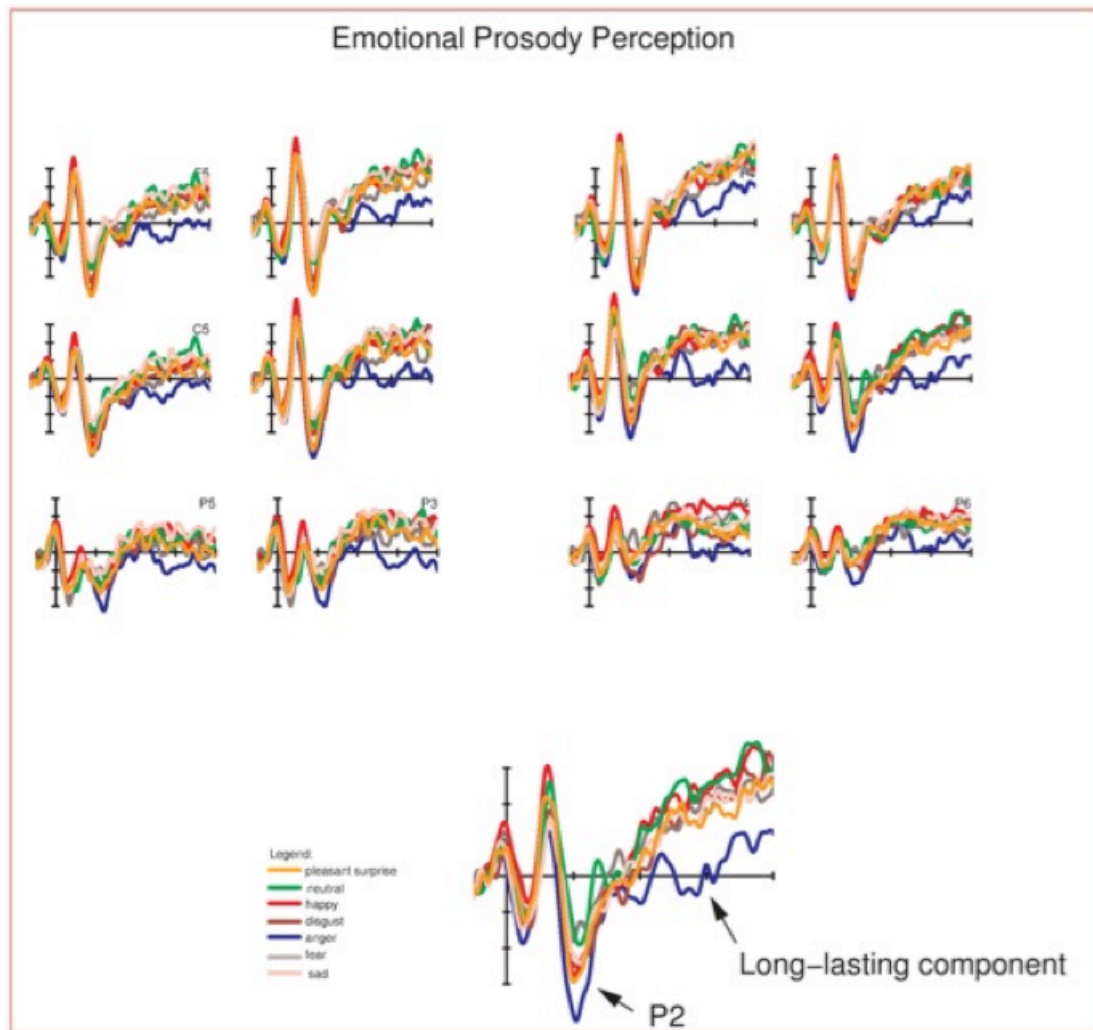 Emotional Prosody Perception
C5
P5
P3
P6
Legend:
pleasant surprise
neutral
happy
disgust
anger
fear
sad
Long-lasting component
P2